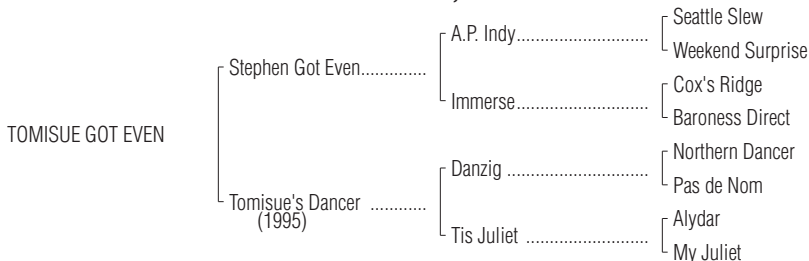 Seattle Slew
A.P. Indy..............................
Weekend Surprise
Stephen Got Even.............
Cox's Ridge
Immerse..............................
Baroness Direct
TOMISUE GOT EVEN
Northern Dancer
Danzig ................................
Pas de Nom
Tomisue's Dancer ............
(1995)
Alydar
Tis Juliet ............................
My Juliet